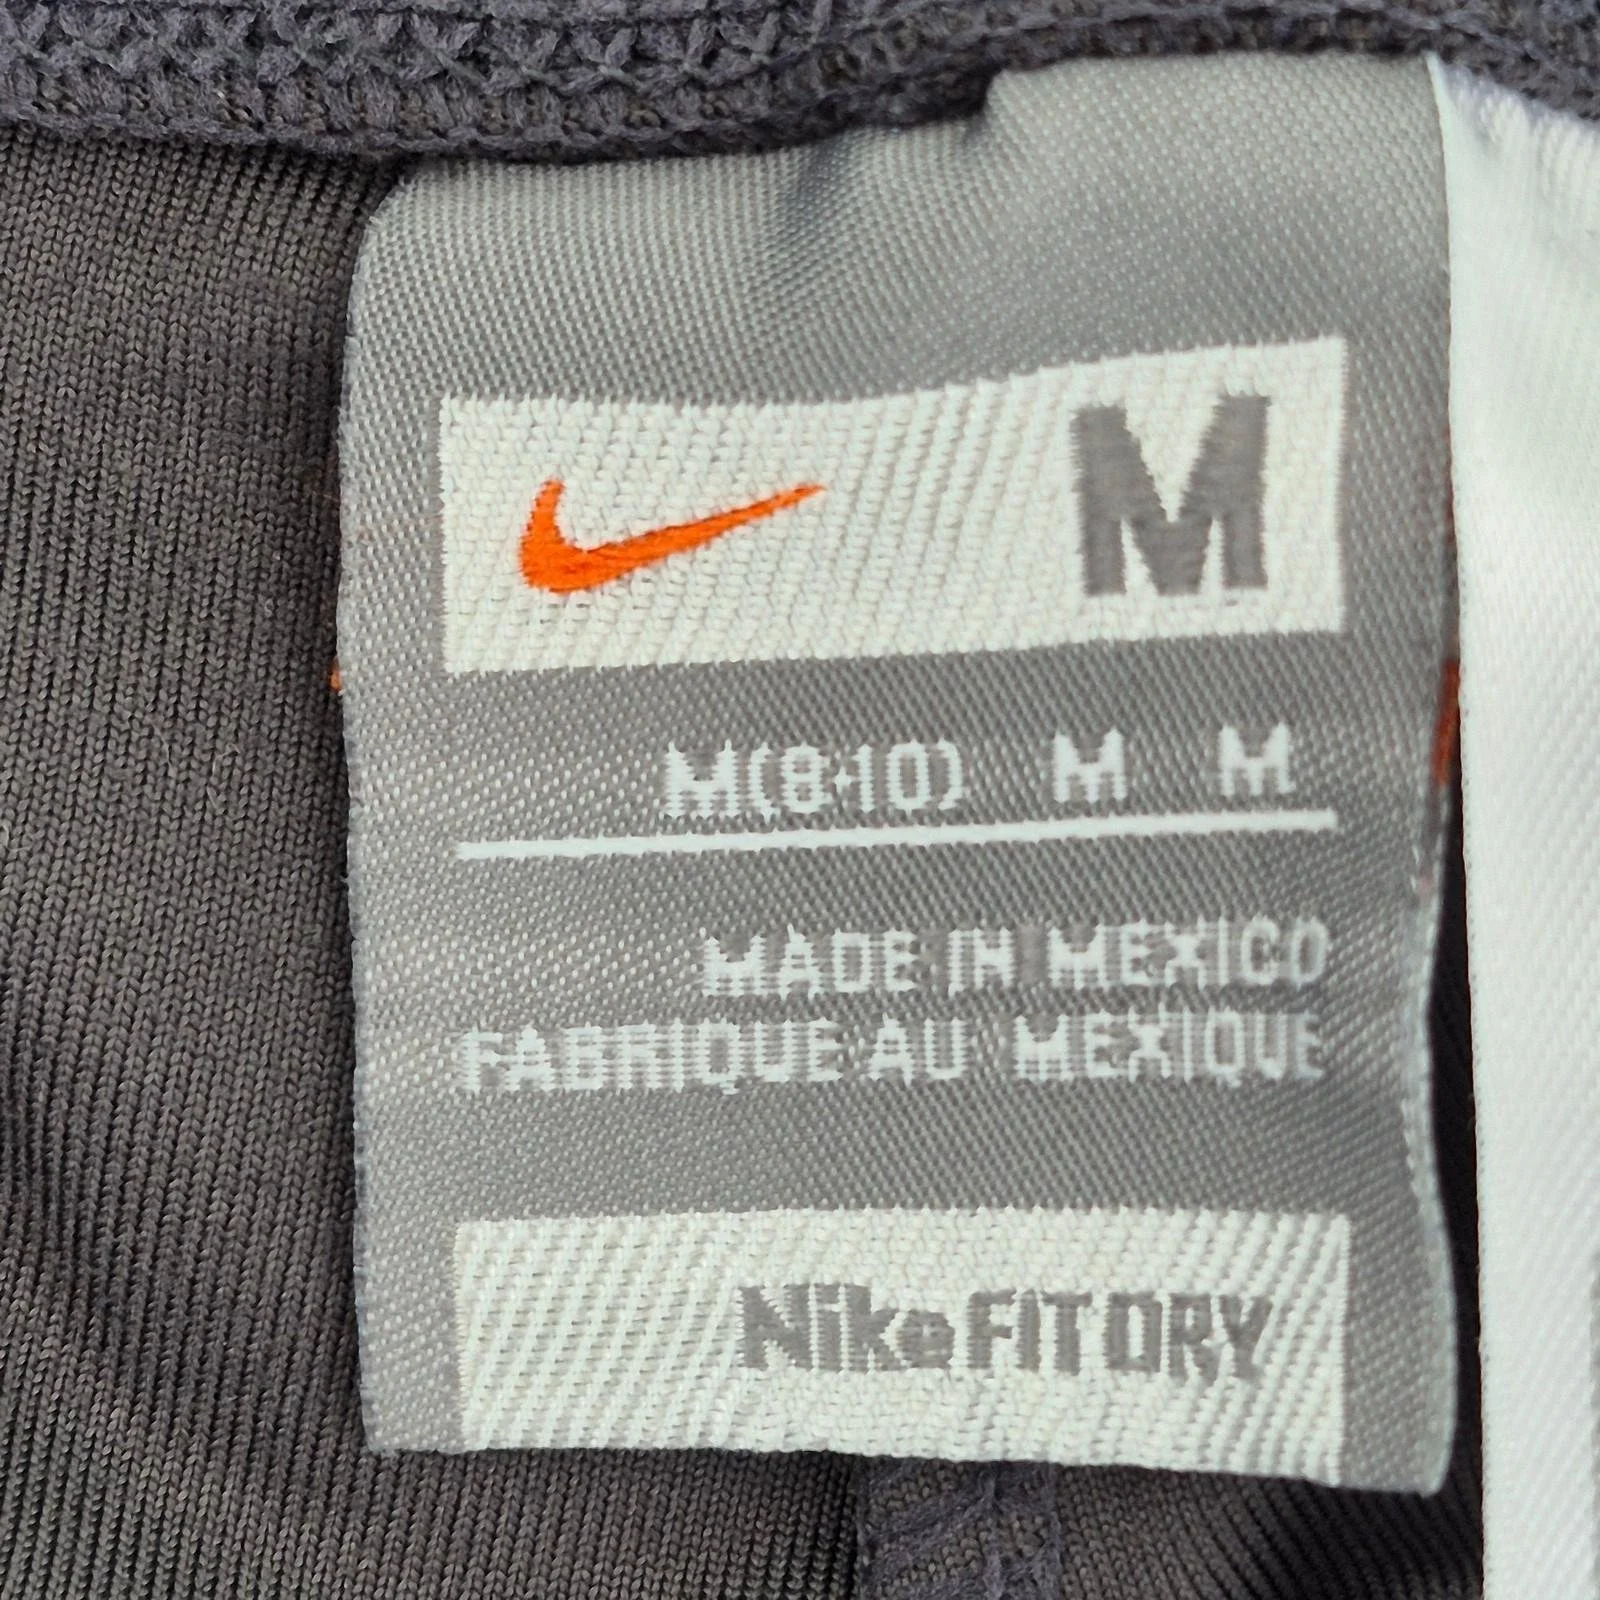 M
M(8-10) M M
MADE IN MEXICO
FABRIQUE AU MEXIQUE
Nike FIT DRY